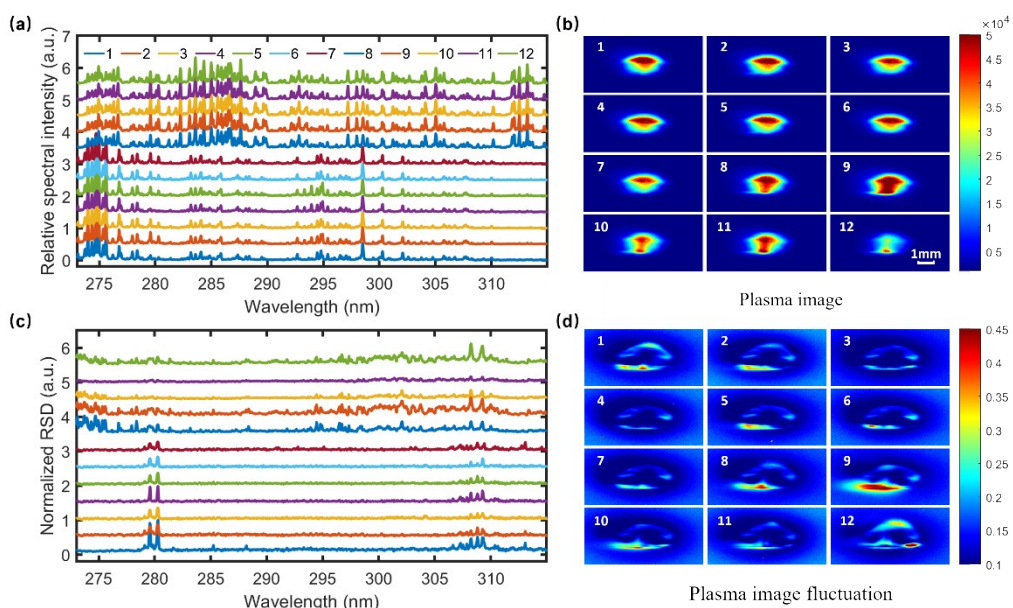 (a)
7
6
5
4
3
2
1
0
Relative spectral intensity (a.u.)
1 2 3 4 5 6 7 8 9 10 11 12
275 280 285 290 295 300 305 310
Wavelength (nm)
(b)
1 2 3
4 5 6
7 8 9
10 11 12
1mm
×10⁴
5
4.5
4
3.5
3
2.5
2
1.5
1
0.5
Plasma image
(c)
6
5
4
3
2
1
0
Normalized RSD (a.u.)
275 280 285 290 295 300 305 310
Wavelength (nm)
(d)
1 2 3
4 5 6
7 8 9
10 11 12
0.45
0.4
0.35
0.3
0.25
0.2
0.15
0.1
Plasma image fluctuation